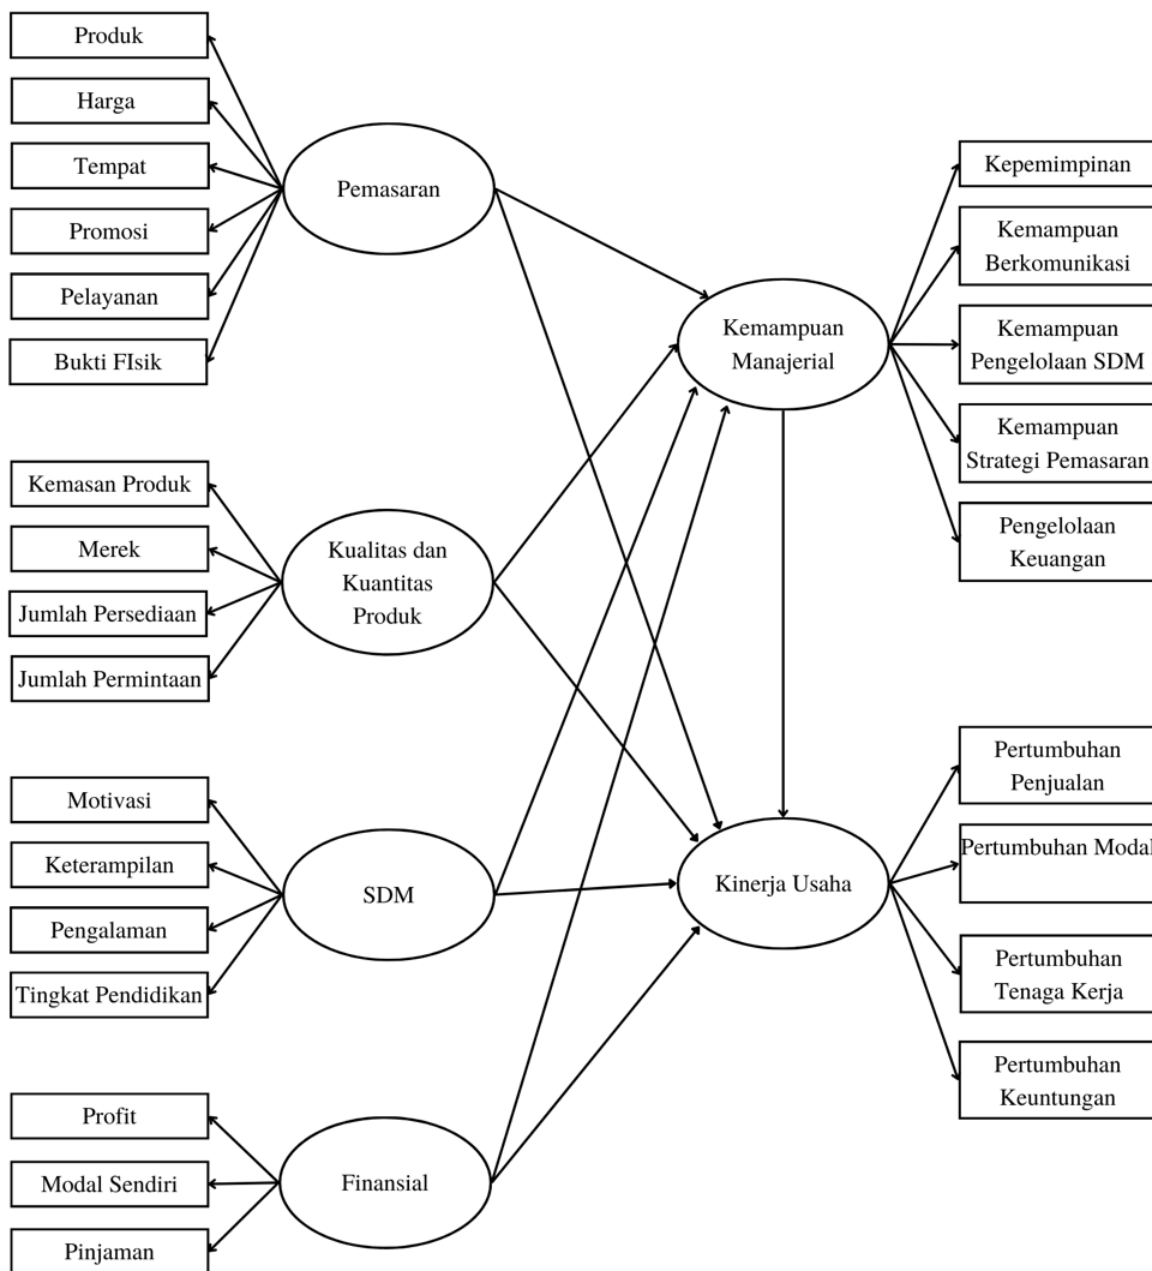 Produk
Harga
Tempat
Promosi
Pelayanan
Bukti FIsik
Pemasaran
Kemasan Produk
Merek
Jumlah Persediaan
Jumlah Permintaan
Kualitas dan
Kuantitas
Produk
Motivasi
Keterampilan
Pengalaman
Tingkat Pendidikan
SDM
Profit
Modal Sendiri
Pinjaman
Finansial
Kemampuan
Manajerial
Kepemimpinan
Kemampuan
Berkomunikasi
Kemampuan
Pengelolaan SDM
Kemampuan
Strategi Pemasaran
Pengelolaan
Keuangan
Kinerja Usaha
Pertumbuhan
Penjualan
Pertumbuhan Modal
Pertumbuhan
Tenaga Kerja
Pertumbuhan
Keuntungan